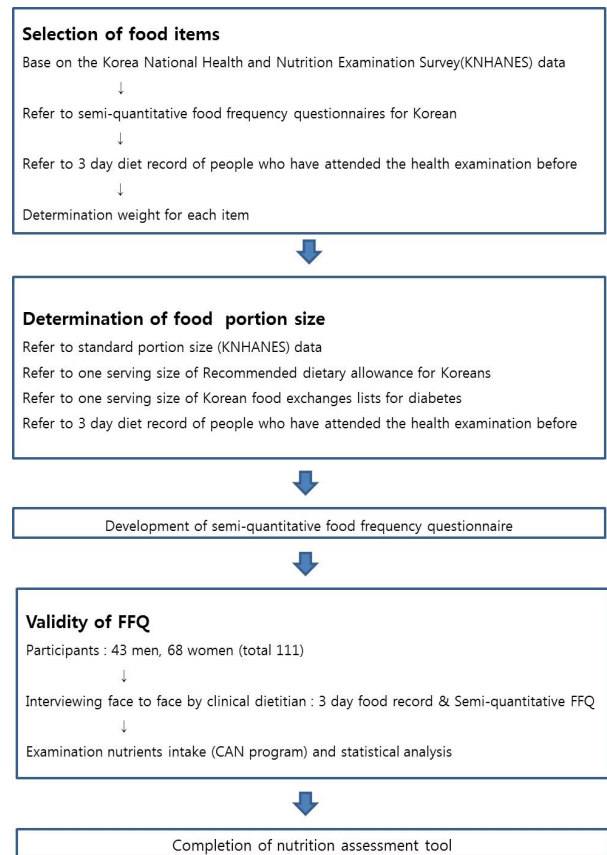 Selection of food items
Base on the Korea National Health and Nutrition Examination Survey(KNHANES) data
↓
Refer to semi-quantitative food frequency questionnaires for Korean
↓
Refer to 3 day diet record of people who have attended the health examination before
↓
Determination weight for each item
Determination of food portion size
Refer to standard portion size (KNHANES) data
Refer to one serving size of Recommended dietary allowance for Koreans
Refer to one serving size of Korean food exchanges lists for diabetes
Refer to 3 day diet record of people who have attended the health examination before
Development of semi-quantitative food frequency questionnaire
Validity of FFQ
Participants : 43 men, 68 women (total 111)
↓
Interviewing face to face by clinical dietitian : 3 day food record & Semi-quantitative FFQ
↓
Examination nutrients intake (CAN program) and statistical analysis
Completion of nutrition assessment tool